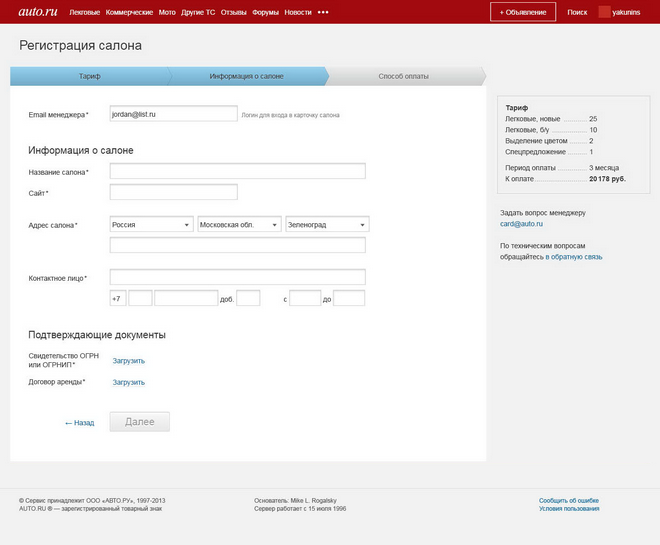 auto.ru Легковые Коммерческие Мото Другие ТС Отзывы Форумы Новости ••• + Объявление Поиск yakunins
Регистрация салона
Тариф Информация о салоне Способ оплаты
Email менеджера* jordan@list.ru Логин для входа в карточку салона
Информация о салоне
Название салона*
Сайт*
Адрес салона* Россия Московская обл. Зеленоград
Контактное лицо*
+7 доб. с до
Подтверждающие документы
Свидетельство ОГРН
или ОГРНИП* Загрузить
Договор аренды* Загрузить
← Назад Далее
Тариф
Легковые, новые 25
Легковые, б/у 10
Выделение цветом 2
Спецпредложение 1
Период оплаты 3 месяца
К оплате 20 178 руб.
Задать вопрос менеджеру
card@auto.ru
По техническим вопросам
обращайтесь в обратную связь
© Сервис принадлежит ООО «АВТО.РУ», 1997-2013
AUTO.RU ® — зарегистрированный товарный знак
Основатель: Mike L. Rogalsky
Сервер работает с 15 июля 1996
Сообщить об ошибке
Условия пользования